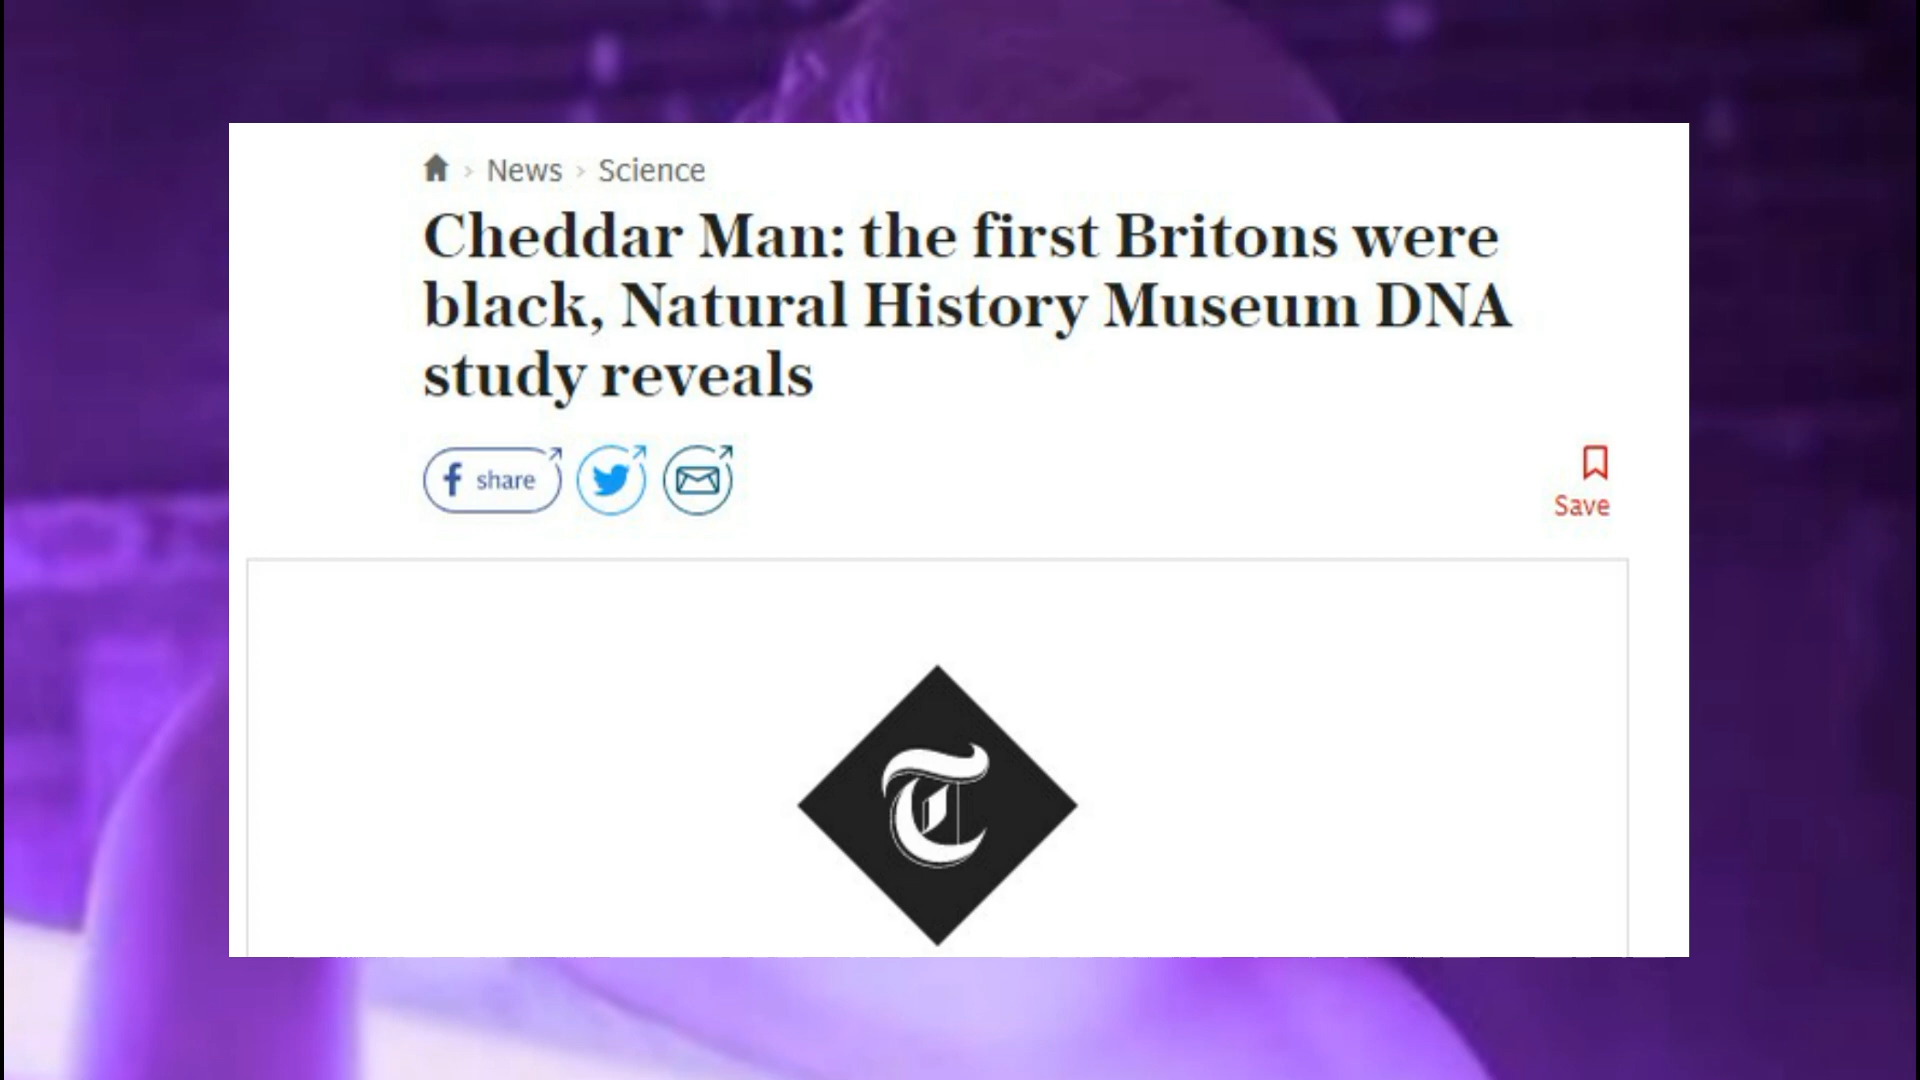 News > Science
Cheddar Man: the first Britons were
black, Natural History Museum DNA
study reveals
f share
Save
T